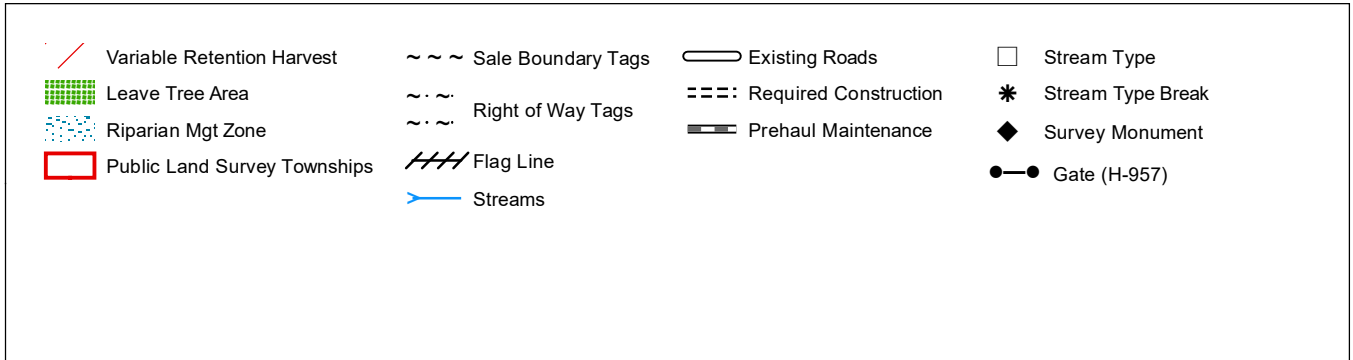 Variable Retention Harvest
Leave Tree Area
Riparian Mgt Zone
Public Land Survey Townships
Sale Boundary Tags
Right of Way Tags
Flag Line
Streams
Existing Roads
Required Construction
Prehaul Maintenance
Stream Type
Stream Type Break
Survey Monument
Gate (H-957)